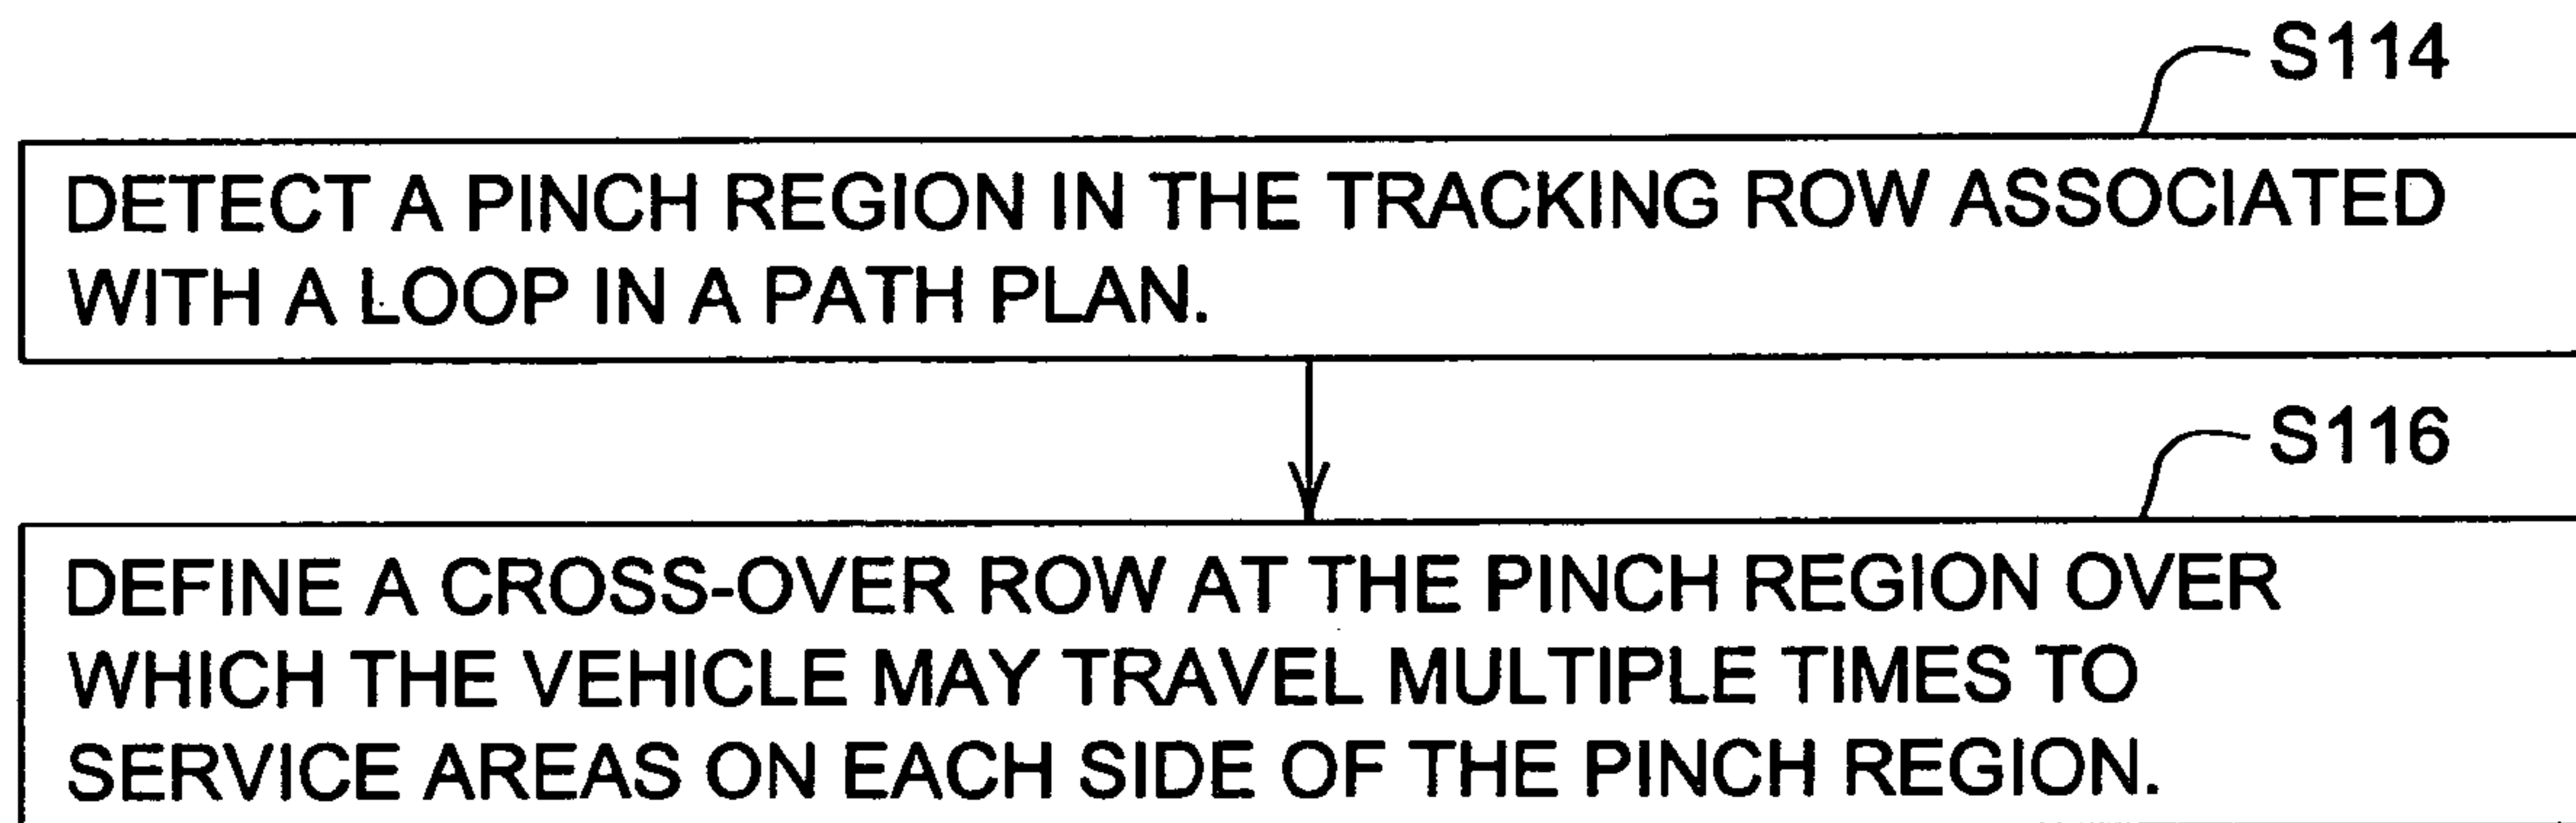 S114
DETECT A PINCH REGION IN THE TRACKING ROW ASSOCIATED
WITH A LOOP IN A PATH PLAN.
S116
DEFINE A CROSS-OVER ROW AT THE PINCH REGION OVER
WHICH THE VEHICLE MAY TRAVEL MULTIPLE TIMES TO
SERVICE AREAS ON EACH SIDE OF THE PINCH REGION.